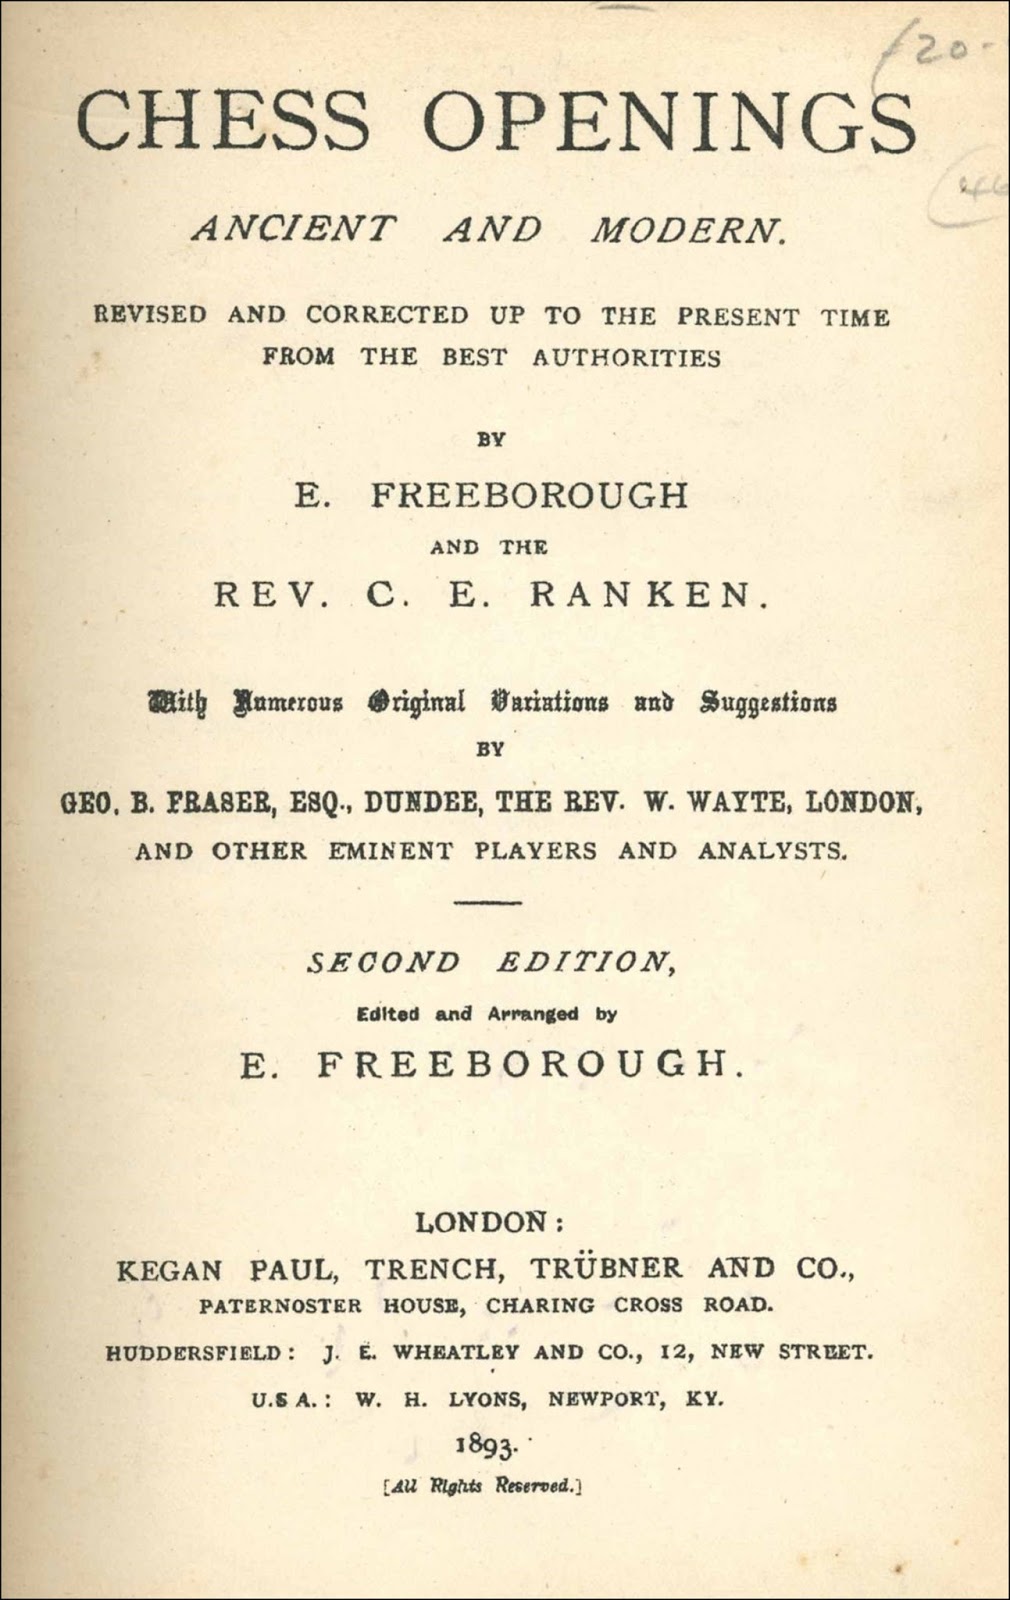 (20-
CHESS OPENINGS
ANCIENT AND MODERN.
REVISED AND CORRECTED UP TO THE PRESENT TIME
FROM THE BEST AUTHORITIES
BY
E. FREEBOROUGH
AND THE
REV. C. E. RANKEN.
With Numerous Original Variations and Suggestions
BY
GEO. B. FRASER, ESQ., DUNDEE, THE REV. W. WAYTE, LONDON,
AND OTHER EMINENT PLAYERS AND ANALYSTS.
SECOND EDITION,
Edited and Arranged by
E. FREEBOROUGH.
LONDON:
KEGAN PAUL, TRENCH, TRÜBNER AND CO.,
PATERNOSTER HOUSE, CHARING CROSS ROAD.
HUDDERSFIELD: J. E. WHEATLEY AND CO., 12, NEW STREET.
U.S A.: W. H. LYONS, NEWPORT, KY.
1893.
[All Rights Reserved.]